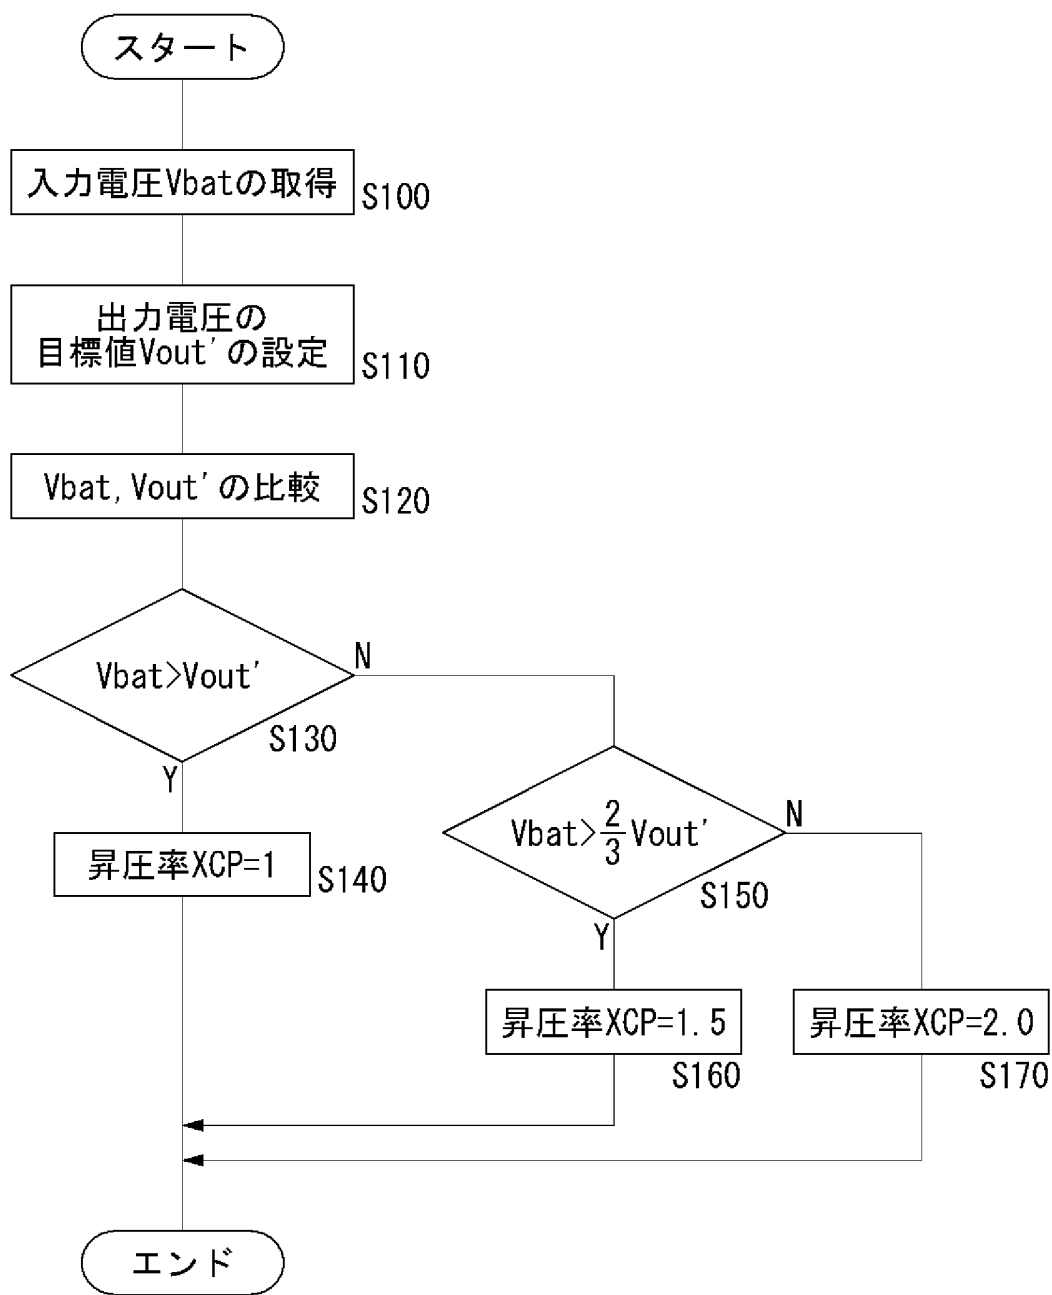 スタート
入力電圧Vbatの取得
S100
出力電圧の
目標値Vout'の設定
S110
Vbat, Vout'の比較
S120
Vbat>Vout'
N
S130
Y
昇圧率XCP=1
S140
Vbat>2/3 Vout'
N
S150
Y
昇圧率XCP=1.5
S160
昇圧率XCP=2.0
S170
エンド